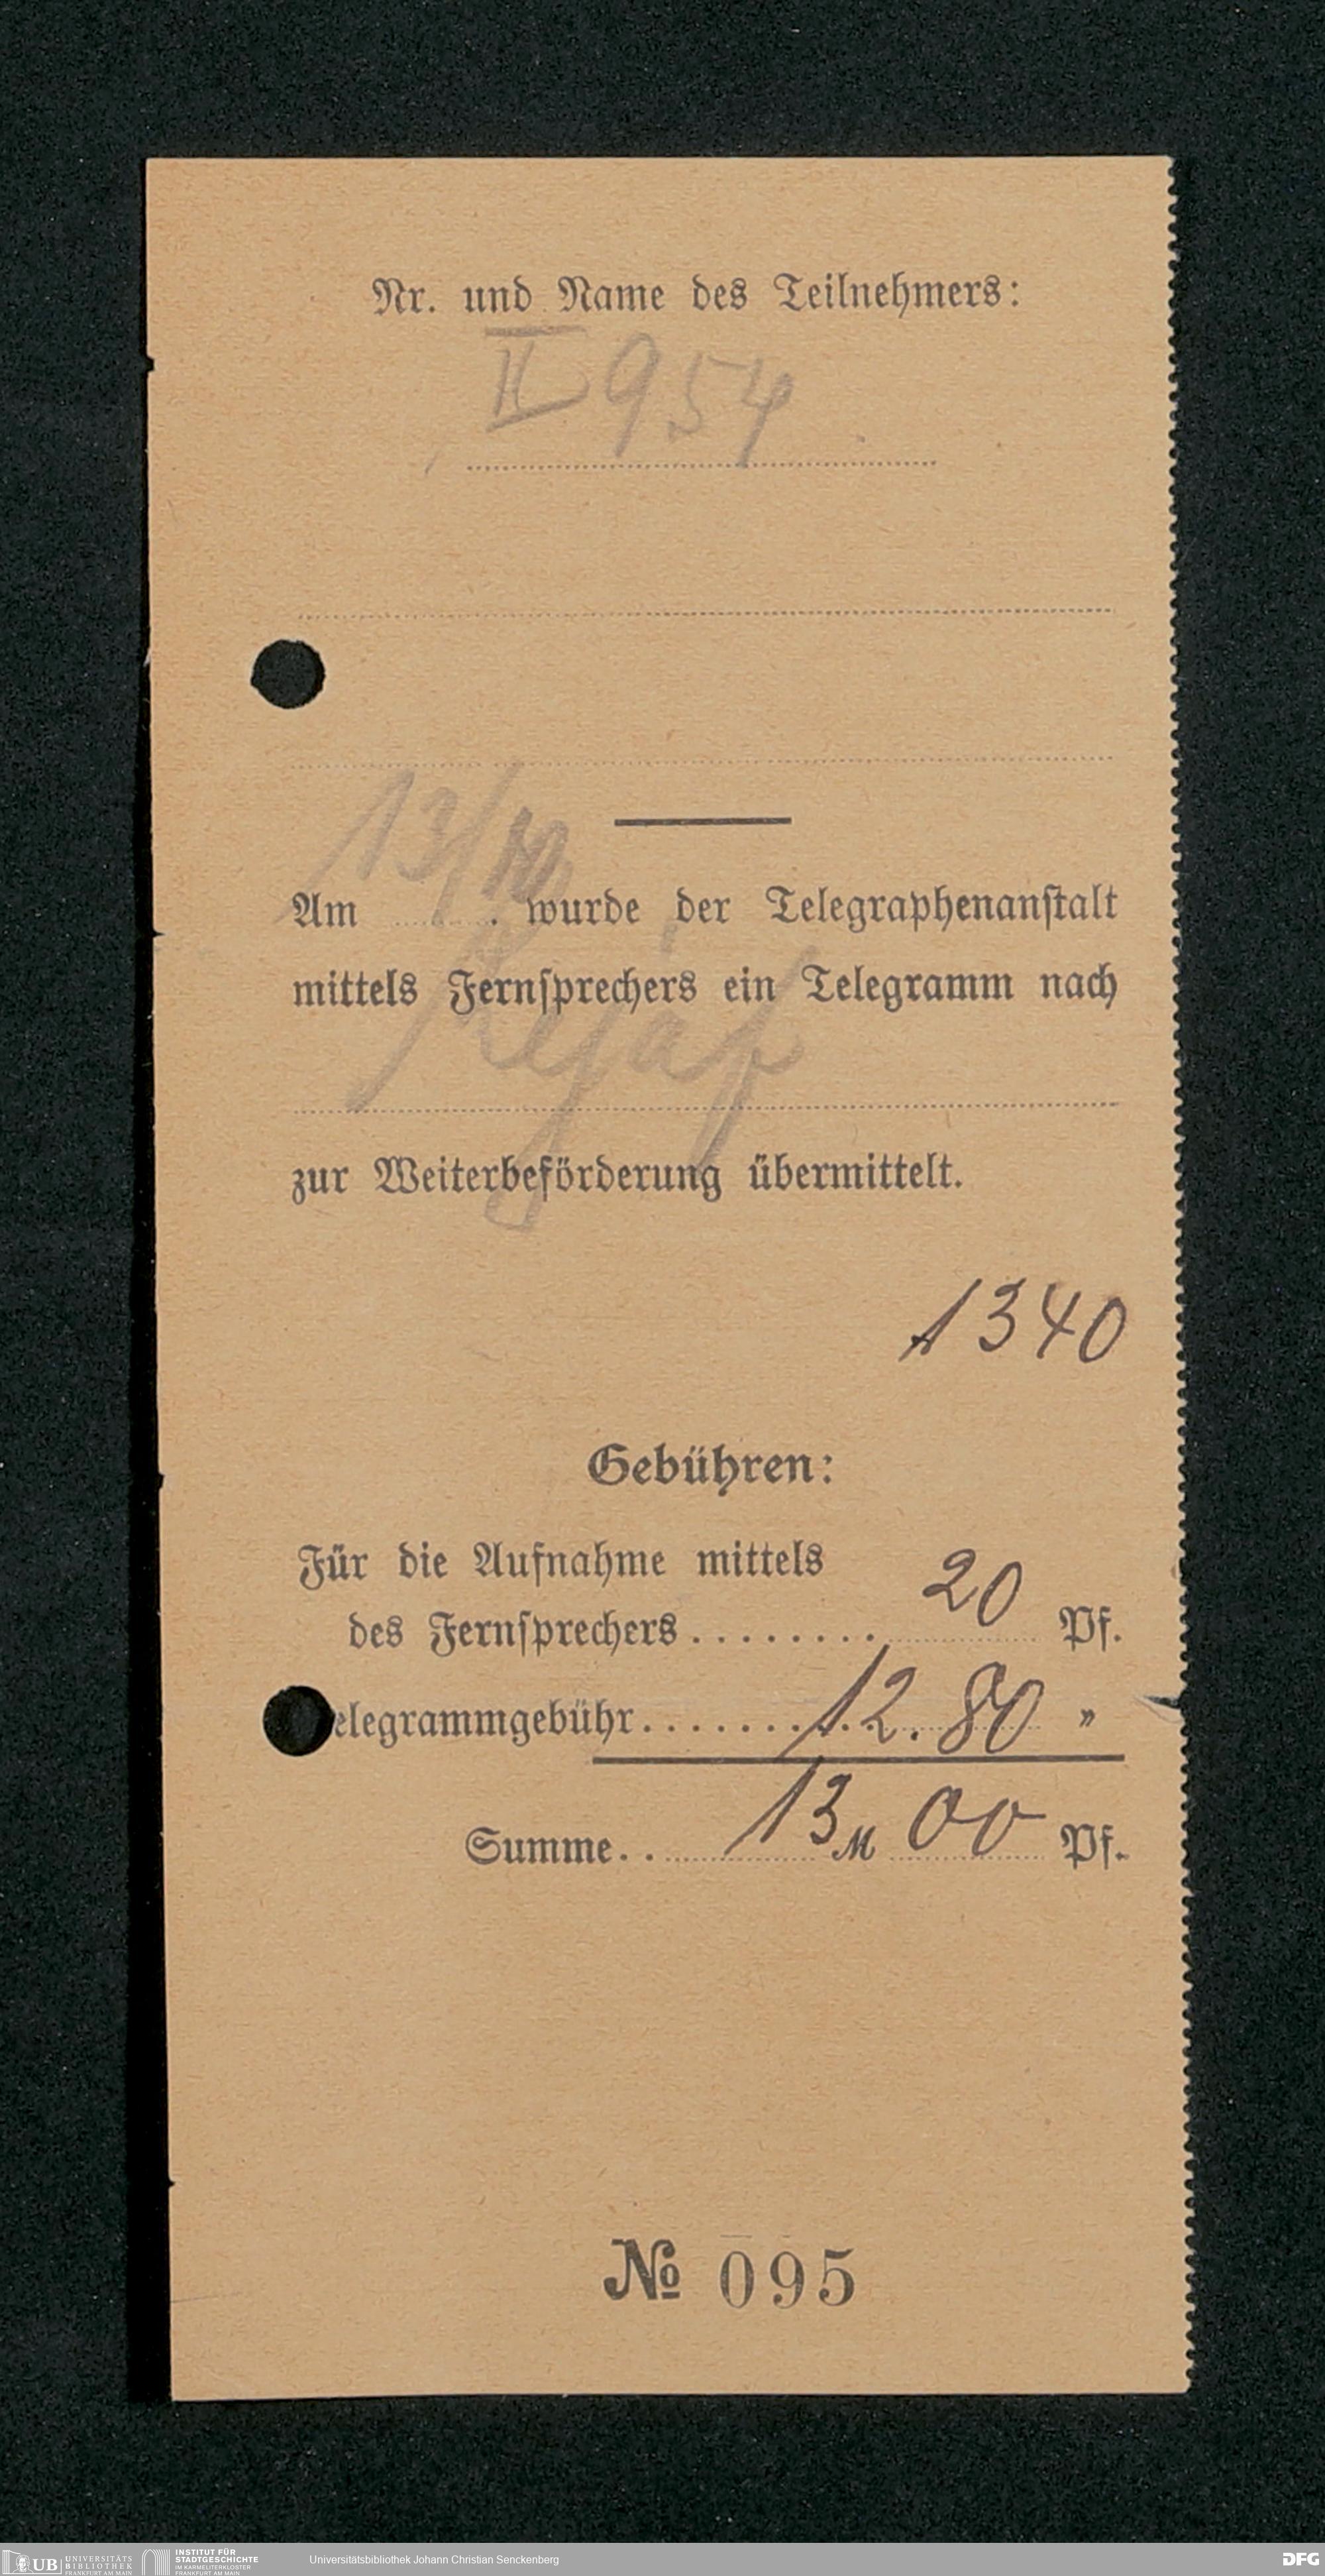 Nr. und Name des Teilnehmers:
II 954
13/10
Am ........ wurde der Telegraphenanstalt
mittels Fernsprechers ein Telegramm nach
zur Weiterbeförderung übermittelt.
1340
Gebühren:
Für die Aufnahme mittels
des Fernsprechers........ 20 Pf.
elegrammgebühr........ 12.80 "
Summe.. 13 M 00 Pf.
№ 095
UB UNIVERSITÄTS
BIBLIOTHEK
FRANKFURT AM MAIN
INSTITUT FÜR
STADTGESCHICHTE
IM KARMELITERKLOSTER
FRANKFURT AM MAIN
Universitätsbibliothek Johann Christian Senckenberg
DFG